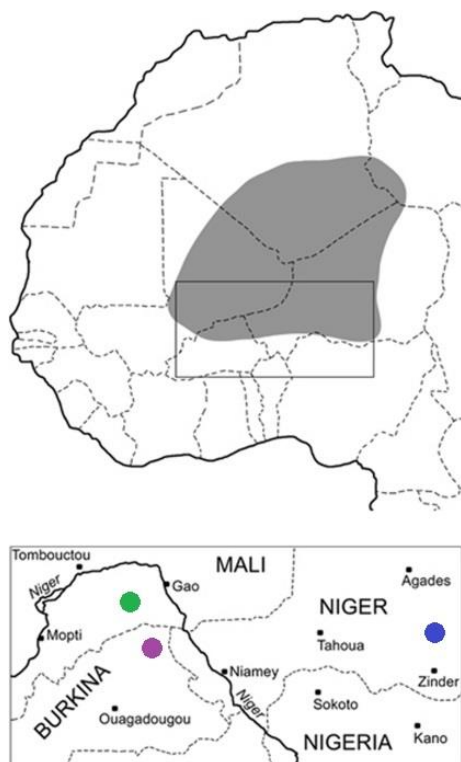 Tombouctou
Niger
Gao
MALI
Agades
Mopti
NIGER
Tahoua
BURKINA
Niamey
Zinder
Ouagadougou
Niger
Sokoto
Kano
NIGERIA